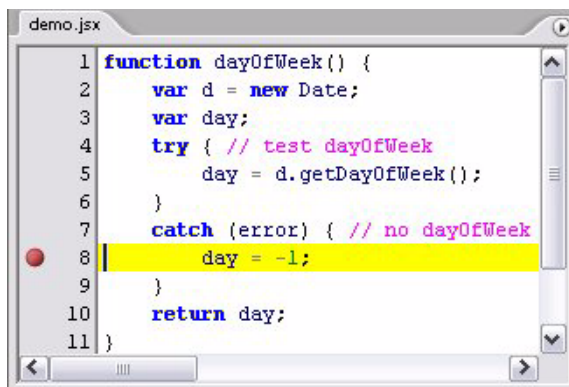 demo.jsx
1 function dayOfWeek() {
2 var d = new Date;
3 var day;
4 try { // test dayOfWeek
5 day = d.getDayOfWeek();
6 }
7 catch (error) { // no dayOfWeek
8 day = -1;
9 }
10 return day;
11 }